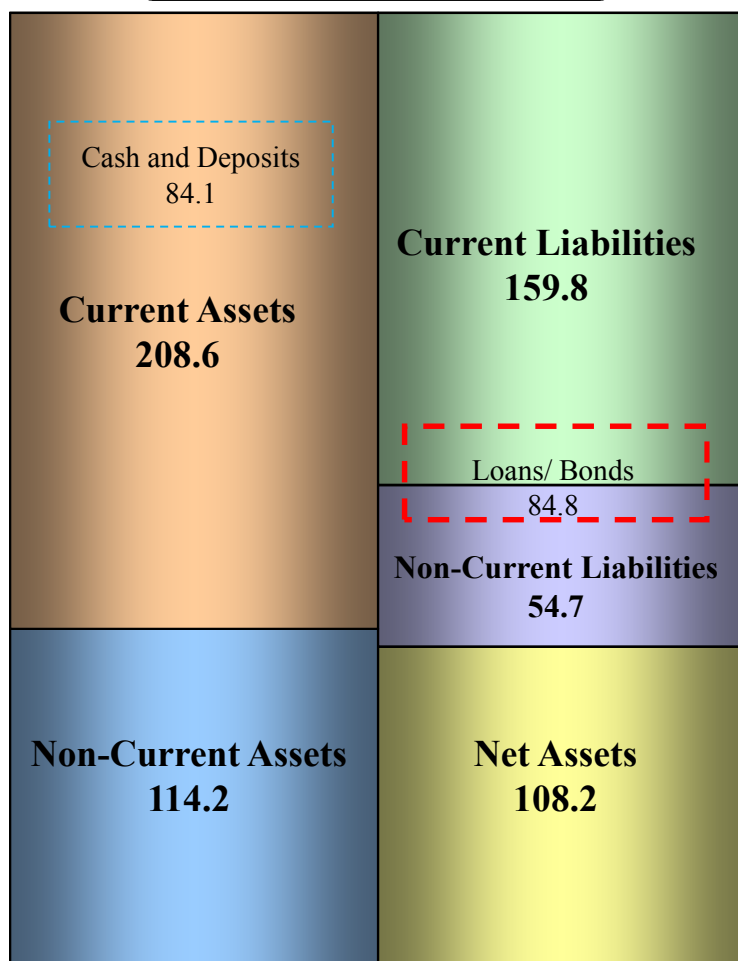 Cash and Deposits
84.1
Current Assets
208.6
Non-Current Assets
114.2
Current Liabilities
159.8
Loans/ Bonds
84.8
Non-Current Liabilities
54.7
Net Assets
108.2